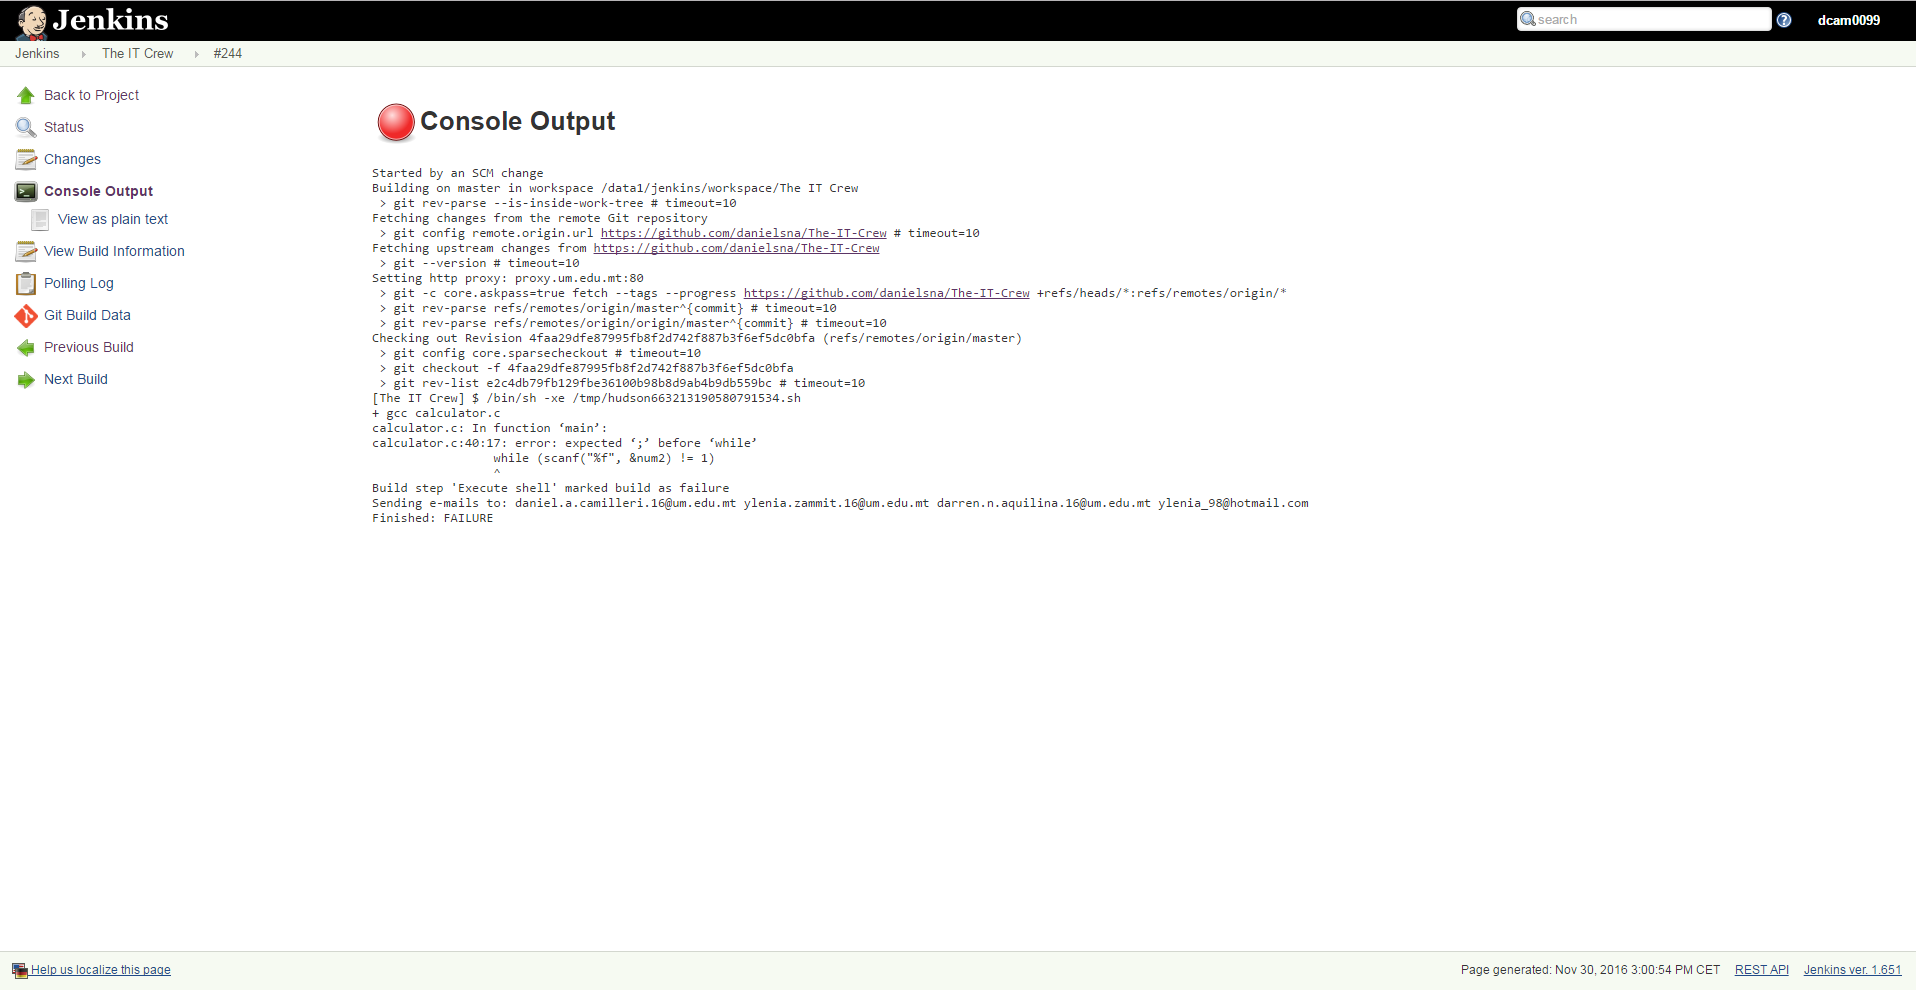 Jenkins
search
dcam0099
Jenkins The IT Crew #244
Back to Project
Status
Changes
Console Output
View as plain text
View Build Information
Polling Log
Git Build Data
Previous Build
Next Build
Console Output
Started by an SCM change
Building on master in workspace /data1/jenkins/workspace/The IT Crew
 > git rev-parse --is-inside-work-tree # timeout=10
Fetching changes from the remote Git repository
 > git config remote.origin.url https://github.com/danielsna/The-IT-Crew # timeout=10
Fetching upstream changes from https://github.com/danielsna/The-IT-Crew
 > git --version # timeout=10
Setting http proxy: proxy.um.edu.mt:80
 > git -c core.askpass=true fetch --tags --progress https://github.com/danielsna/The-IT-Crew +refs/heads/*:refs/remotes/origin/*
 > git rev-parse refs/remotes/origin/master^{commit} # timeout=10
 > git rev-parse refs/remotes/origin/origin/master^{commit} # timeout=10
Checking out Revision 4faa29dfe87995fb8f2d742f887b3f6ef5dc0bfa (refs/remotes/origin/master)
 > git config core.sparsecheckout # timeout=10
 > git checkout -f 4faa29dfe87995fb8f2d742f887b3f6ef5dc0bfa
 > git rev-list e2c4db79fb129fbe36100b98b8d9ab4b9db559bc # timeout=10
[The IT Crew] $ /bin/sh -xe /tmp/hudson663213190580791534.sh
+ gcc calculator.c
calculator.c: In function ‘main’:
calculator.c:40:17: error: expected ‘;’ before ‘while’
                 while (scanf("%f", &num2) != 1)
                 ^
Build step 'Execute shell' marked build as failure
Sending e-mails to: daniel.a.camilleri.16@um.edu.mt ylenia.zammit.16@um.edu.mt darren.n.aquilina.16@um.edu.mt ylenia_98@hotmail.com
Finished: FAILURE
Help us localize this page
Page generated: Nov 30, 2016 3:00:54 PM CET REST API Jenkins ver. 1.651